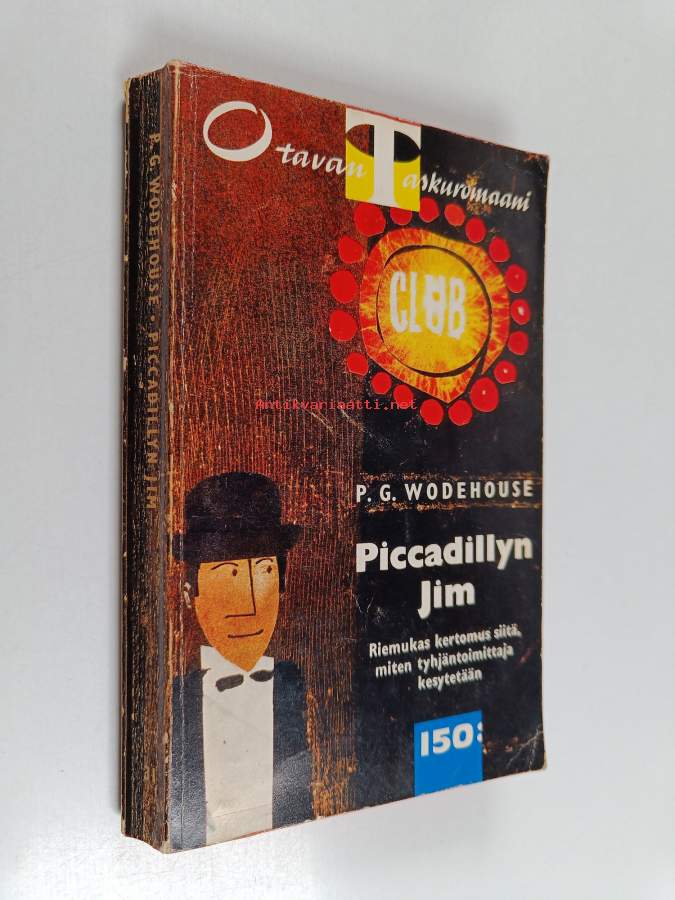 Otavan Taskuromaani
CLUB
Antikvariaatti.net
P. G. WODEHOUSE
Piccadillyn
Jim
Riemukas kertomus siitä,
miten tyhjäntoimittaja
kesytetään
150:
P. G. WODEHOUSE · PICCADILLYN JIM